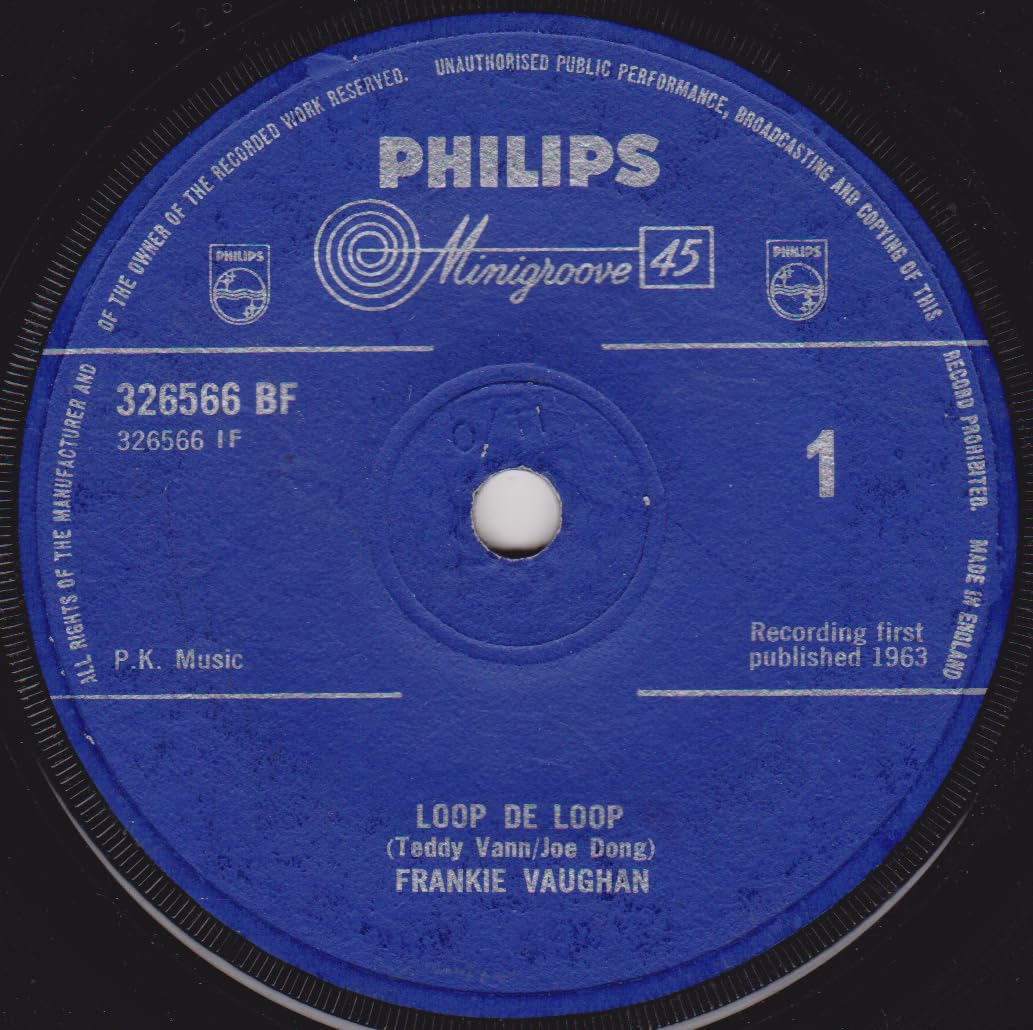 ALL RIGHTS OF THE MANUFACTURER AND OF THE OWNER OF THE RECORDED WORK RESERVED. UNAUTHORISED PUBLIC PERFORMANCE, BROADCASTING AND COPYING OF THIS RECORD PROHIBITED. MADE IN ENGLAND
PHILIPS
Minigroove 45
PHILIPS
PHILIPS
326566 BF
326566 1F
1
P.K. Music
Recording first
published 1963
LOOP DE LOOP
(Teddy Vann/Joe Dong)
FRANKIE VAUGHAN